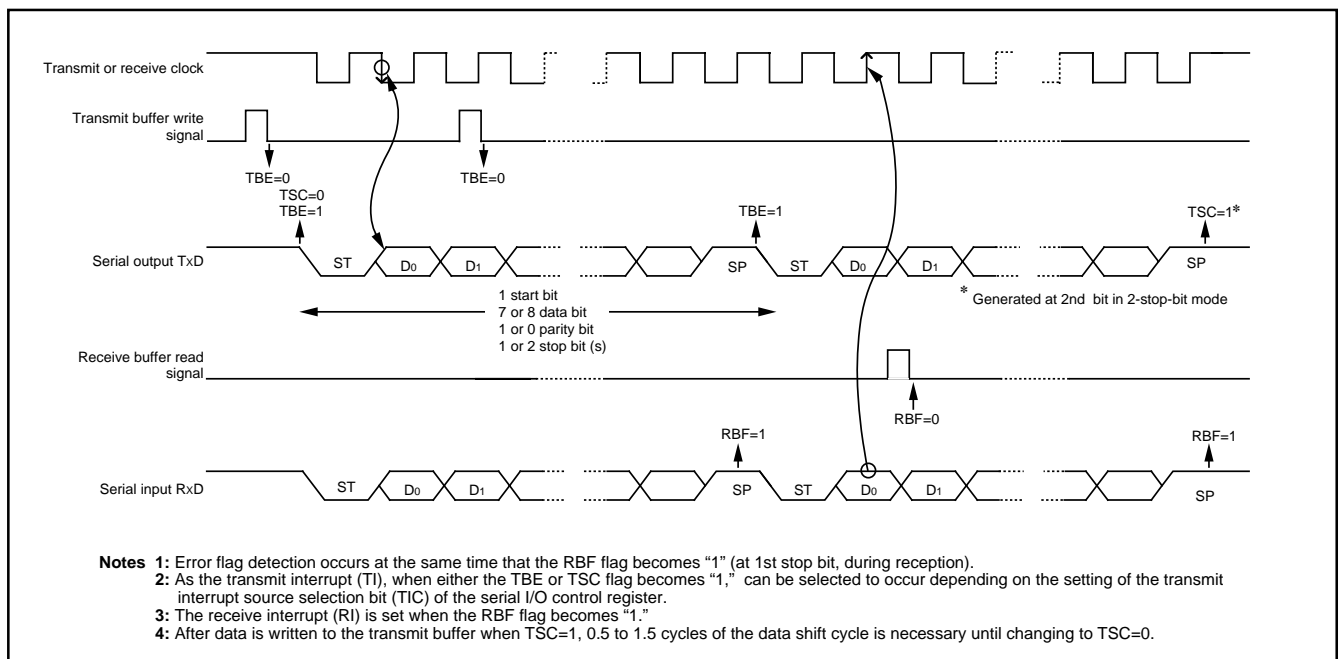 Transmit or receive clock
Transmit buffer write
signal
TBE=0
TSC=0
TBE=1
TBE=0
TBE=1
TSC=1*
Serial output TxD
ST
D0
D1
SP
ST
D0
D1
SP
1 start bit
7 or 8 data bit
1 or 0 parity bit
1 or 2 stop bit (s)
* Generated at 2nd bit in 2-stop-bit mode
Receive buffer read
signal
RBF=0
RBF=1
RBF=1
Serial input RxD
ST
D0
D1
SP
ST
D0
D1
SP
Notes 1: Error flag detection occurs at the same time that the RBF flag becomes “1” (at 1st stop bit, during reception).
2: As the transmit interrupt (TI), when either the TBE or TSC flag becomes “1,” can be selected to occur depending on the setting of the transmit
interrupt source selection bit (TIC) of the serial I/O control register.
3: The receive interrupt (RI) is set when the RBF flag becomes “1.”
4: After data is written to the transmit buffer when TSC=1, 0.5 to 1.5 cycles of the data shift cycle is necessary until changing to TSC=0.